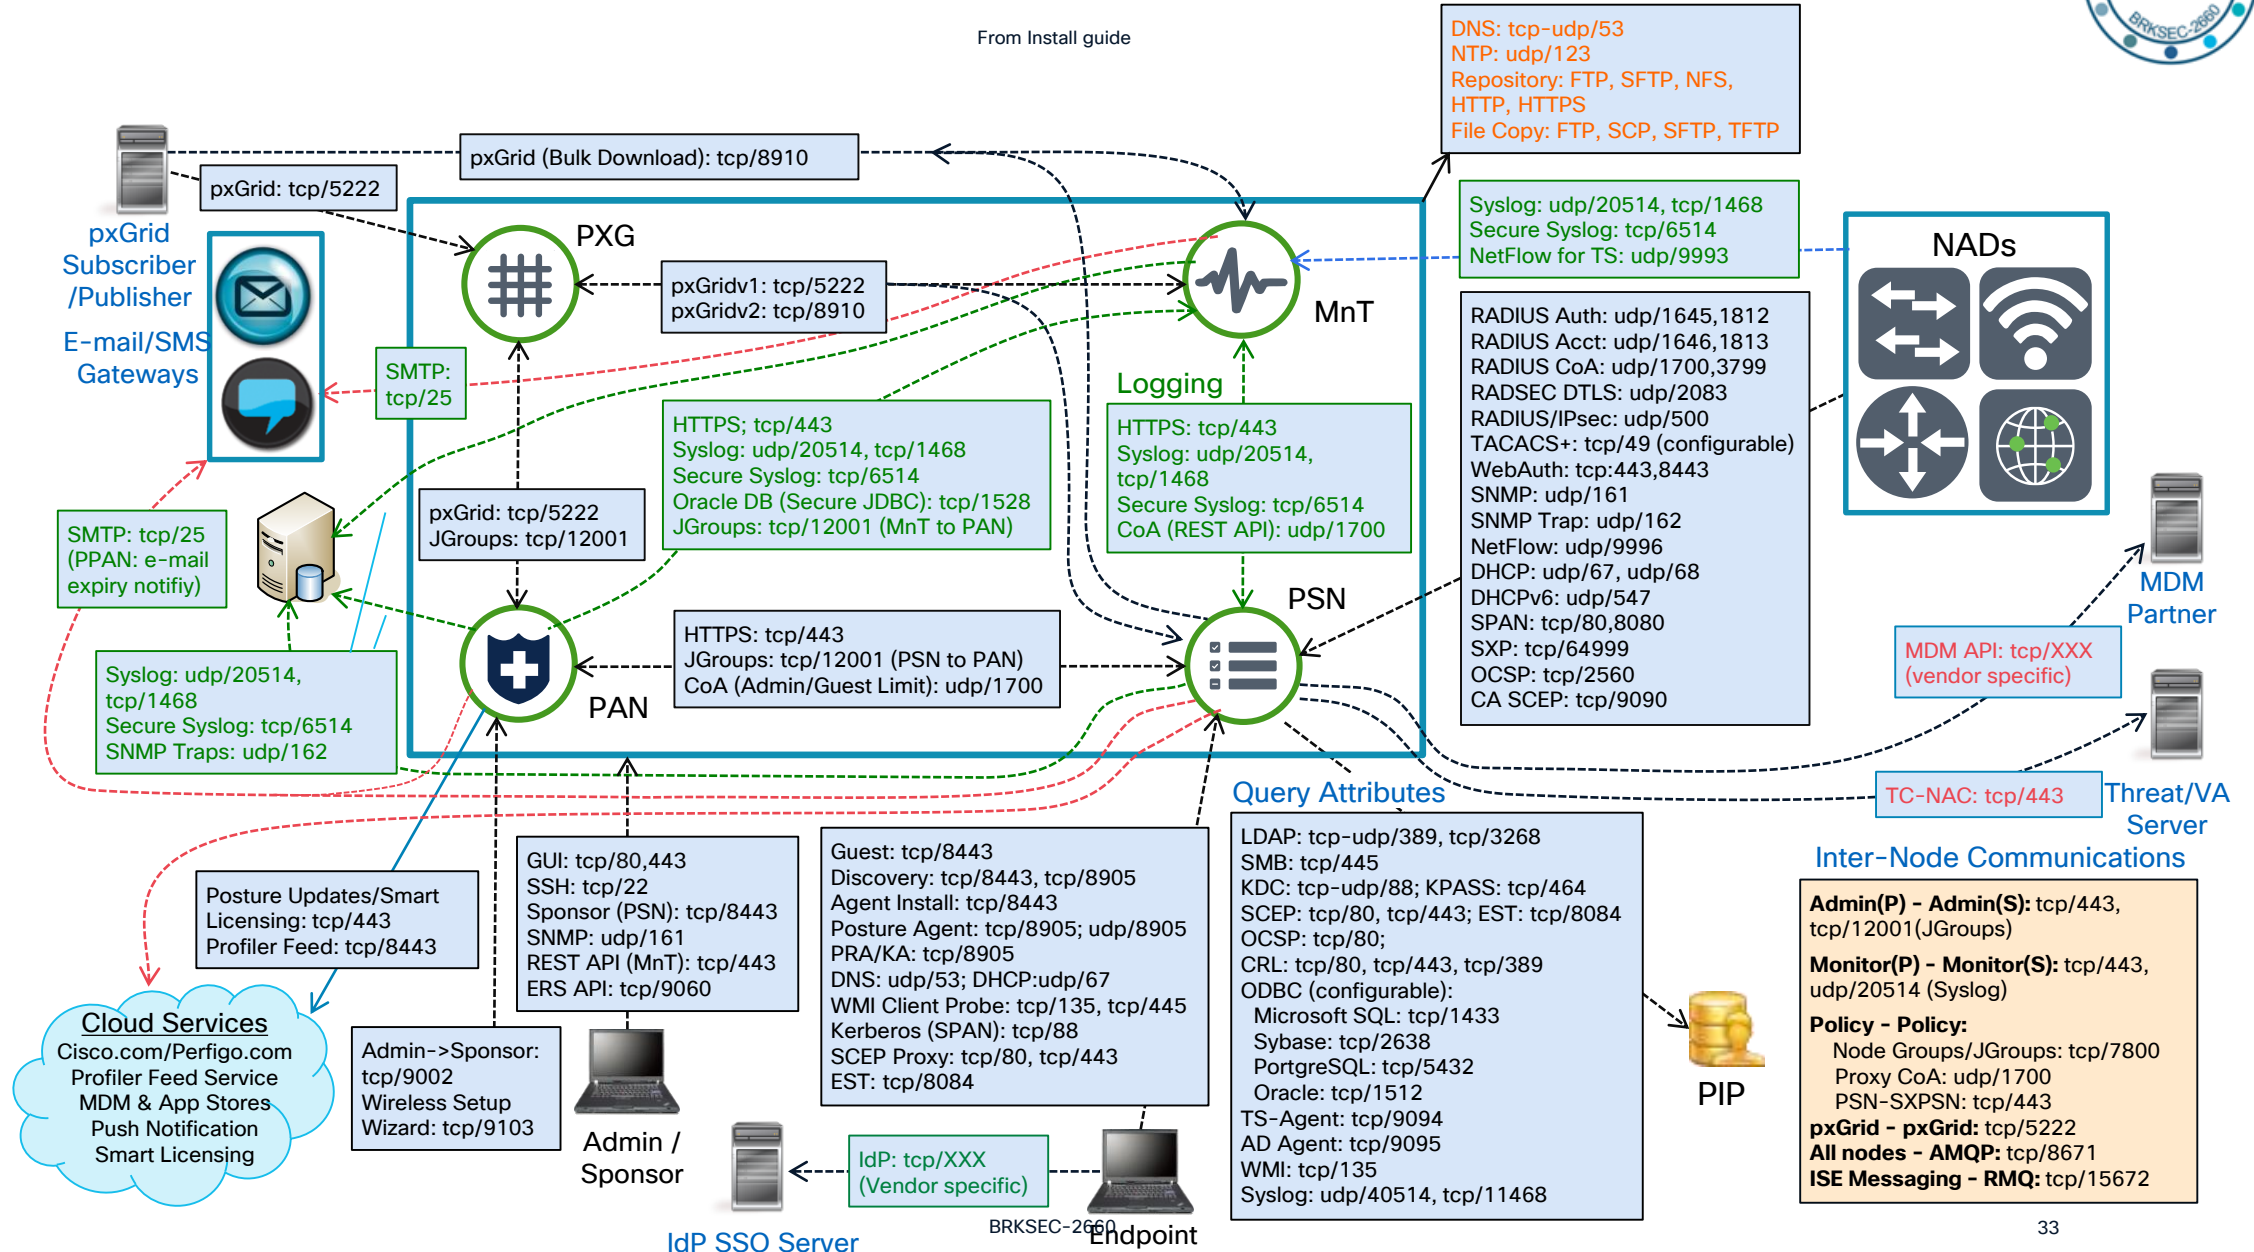 From Install guide
BRKSEC-2660
DNS: tcp-udp/53
NTP: udp/123
Repository: FTP, SFTP, NFS,
HTTP, HTTPS
File Copy: FTP, SCP, SFTP, TFTP
pxGrid (Bulk Download): tcp/8910
pxGrid: tcp/5222
pxGrid
Subscriber
/Publisher
E-mail/SMS
Gateways
PXG
pxGridv1: tcp/5222
pxGridv2: tcp/8910
MnT
Syslog: udp/20514, tcp/1468
Secure Syslog: tcp/6514
NetFlow for TS: udp/9993
NADs
RADIUS Auth: udp/1645,1812
RADIUS Acct: udp/1646,1813
RADIUS CoA: udp/1700,3799
RADSEC DTLS: udp/2083
RADIUS/IPsec: udp/500
TACACS+: tcp/49 (configurable)
WebAuth: tcp:443,8443
SNMP: udp/161
SNMP Trap: udp/162
NetFlow: udp/9996
DHCP: udp/67, udp/68
DHCPv6: udp/547
SPAN: tcp/80,8080
SXP: tcp/64999
OCSP: tcp/2560
CA SCEP: tcp/9090
SMTP:
tcp/25
Logging
HTTPS; tcp/443
Syslog: udp/20514, tcp/1468
Secure Syslog: tcp/6514
Oracle DB (Secure JDBC): tcp/1528
JGroups: tcp/12001 (MnT to PAN)
HTTPS: tcp/443
Syslog: udp/20514,
tcp/1468
Secure Syslog: tcp/6514
CoA (REST API): udp/1700
pxGrid: tcp/5222
JGroups: tcp/12001
SMTP: tcp/25
(PPAN: e-mail
expiry notifiy)
Syslog: udp/20514,
tcp/1468
Secure Syslog: tcp/6514
SNMP Traps: udp/162
PAN
HTTPS: tcp/443
JGroups: tcp/12001 (PSN to PAN)
CoA (Admin/Guest Limit): udp/1700
PSN
MDM
Partner
MDM API: tcp/XXX
(vendor specific)
TC-NAC: tcp/443
Threat/VA
Server
Posture Updates/Smart
Licensing: tcp/443
Profiler Feed: tcp/8443
Cloud Services
Cisco.com/Perfigo.com
Profiler Feed Service
MDM & App Stores
Push Notification
Smart Licensing
Admin->Sponsor:
tcp/9002
Wireless Setup
Wizard: tcp/9103
GUI: tcp/80,443
SSH: tcp/22
Sponsor (PSN): tcp/8443
SNMP: udp/161
REST API (MnT): tcp/443
ERS API: tcp/9060
Admin /
Sponsor
Guest: tcp/8443
Discovery: tcp/8443, tcp/8905
Agent Install: tcp/8443
Posture Agent: tcp/8905; udp/8905
PRA/KA: tcp/8905
DNS: udp/53; DHCP:udp/67
WMI Client Probe: tcp/135, tcp/445
Kerberos (SPAN): tcp/88
SCEP Proxy: tcp/80, tcp/443
EST: tcp/8084
IdP: tcp/XXX
(Vendor specific)
IdP SSO Server
Endpoint
Query Attributes
LDAP: tcp-udp/389, tcp/3268
SMB: tcp/445
KDC: tcp-udp/88; KPASS: tcp/464
SCEP: tcp/80, tcp/443; EST: tcp/8084
OCSP: tcp/80;
CRL: tcp/80, tcp/443, tcp/389
ODBC (configurable):
Microsoft SQL: tcp/1433
Sybase: tcp/2638
PortgreSQL: tcp/5432
Oracle: tcp/1512
TS-Agent: tcp/9094
AD Agent: tcp/9095
WMI: tcp/135
Syslog: udp/40514, tcp/11468
PIP
Inter-Node Communications
Admin(P) - Admin(S): tcp/443,
tcp/12001(JGroups)
Monitor(P) - Monitor(S): tcp/443,
udp/20514 (Syslog)
Policy - Policy:
Node Groups/JGroups: tcp/7800
Proxy CoA: udp/1700
PSN-SXPSN: tcp/443
pxGrid - pxGrid: tcp/5222
All nodes - AMQP: tcp/8671
ISE Messaging - RMQ: tcp/15672
BRKSEC-2660
33